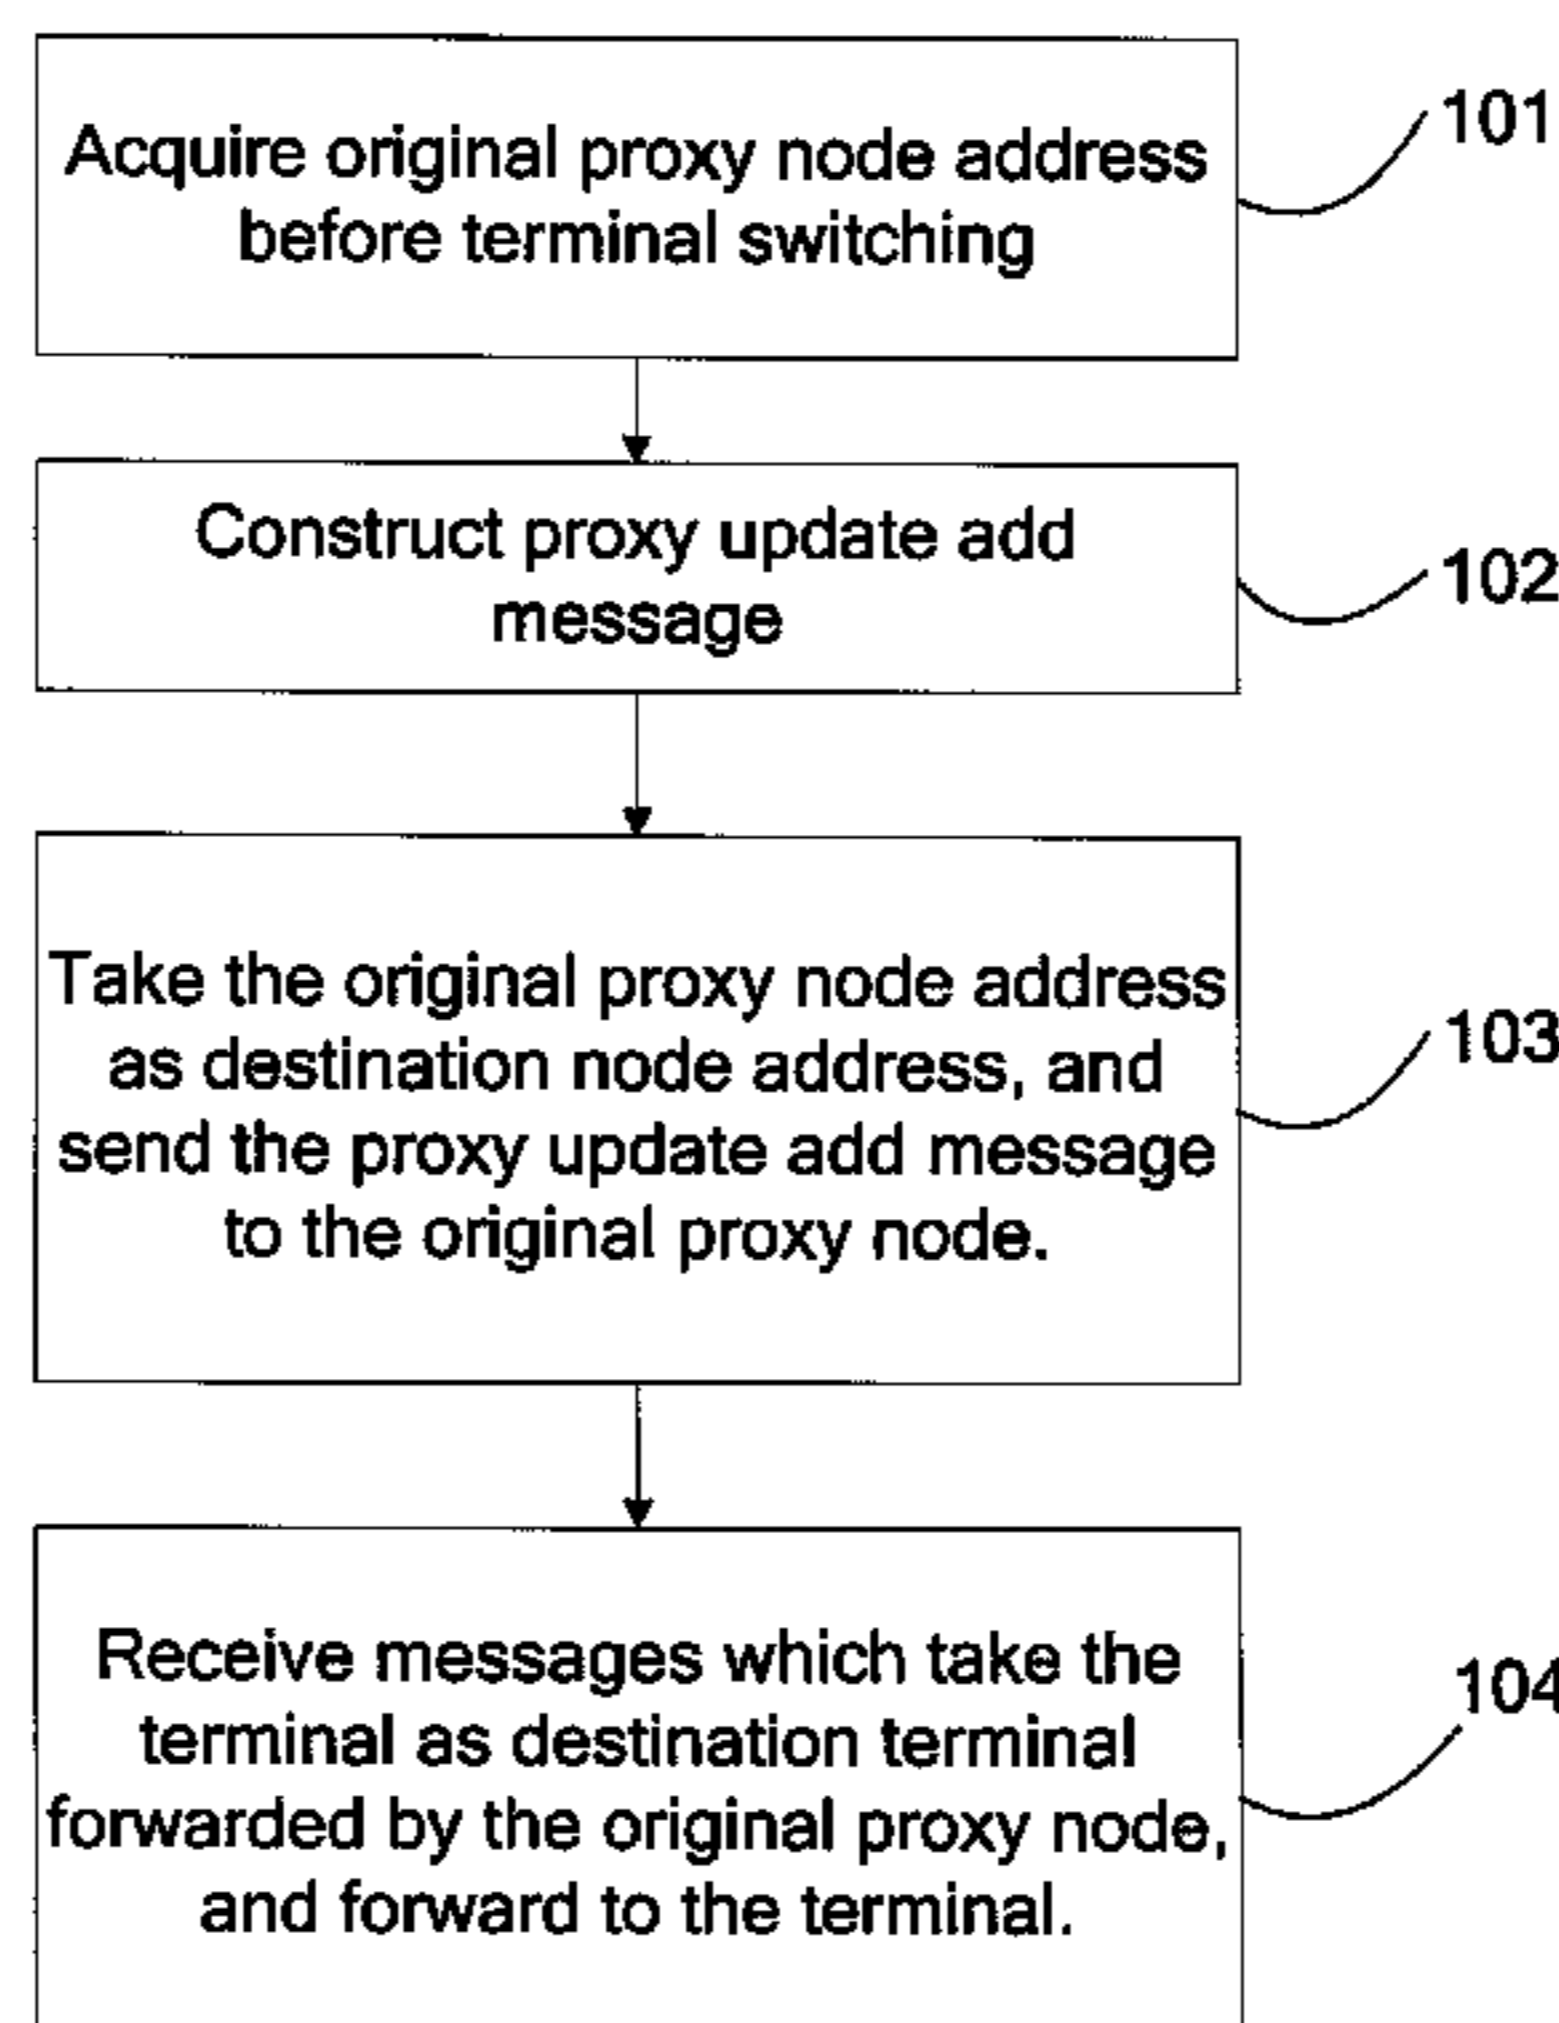 Acquire original proxy node address
before terminal switching
101
Construct proxy update add
message
102
Take the original proxy node address
as destination node address, and
send the proxy update add message
to the original proxy node.
103
Receive messages which take the
terminal as destination terminal
forwarded by the original proxy node,
and forward to the terminal.
104